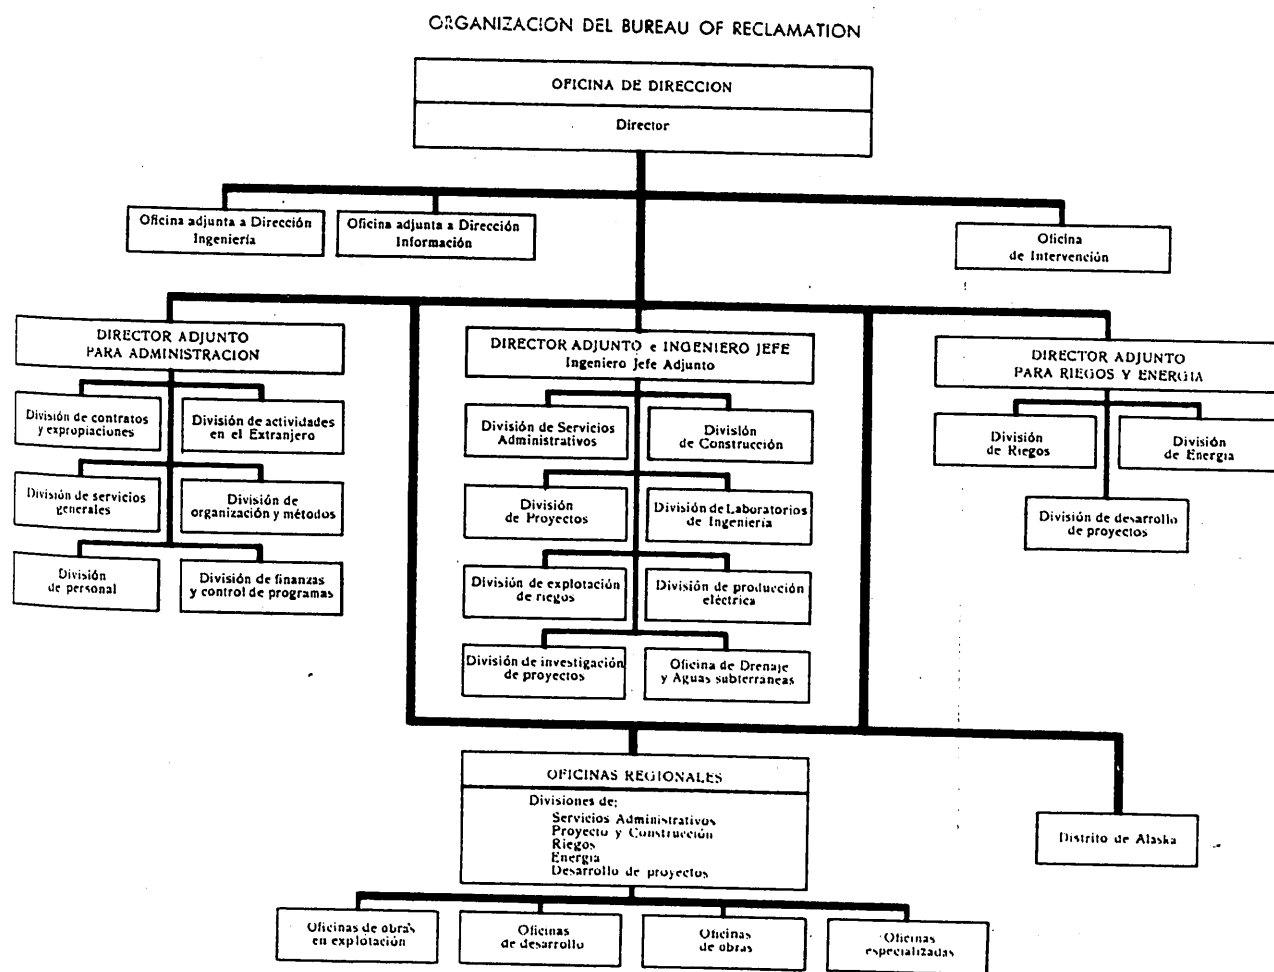 ORGANIZACION DEL BUREAU OF RECLAMATION
OFICINA DE DIRECCION
Director
Oficina adjunta a Dirección
Ingeniería
Oficina adjunta a Dirección
Información
Oficina
de Intervención
DIRECTOR ADJUNTO
PARA ADMINISTRACION
División de contratos
y expropiaciones
División de actividades
en el Extranjero
División de servicios
generales
División de
organización y métodos
División
de personal
División de finanzas
y control de programas
DIRECTOR ADJUNTO e INGENIERO JEFE
Ingeniero Jefe Adjunto
División de Servicios
Administrativos
División
de Construcción
División
de Proyectos
División de Laboratorios
de Ingeniería
División de explotación
de riegos
División de producción
eléctrica
División de investigación
de proyectos
Oficina de Drenaje
y Aguas subterraneas
DIRECTOR ADJUNTO
PARA RIEGOS Y ENERGIA
División
de Riegos
División
de Energía
División de desarrollo
de proyectos
OFICINAS REGIONALES
Divisiones de:
Servicios Administrativos
Proyecto y Construcción
Riegos
Energía
Desarrollo de proyectos
Distrito de Alaska
Oficinas de obras
en explotación
Oficinas
de desarrollo
Oficinas
de obras
Oficinas
especializadas